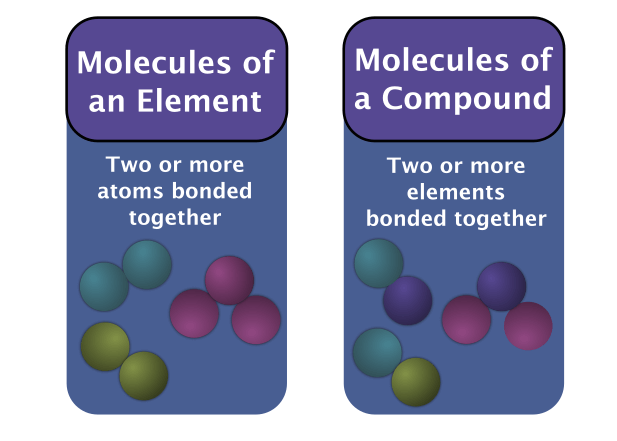 Molecules of
an Element
Two or more
atoms bonded
together
Molecules of
a Compound
Two or more
elements
bonded together